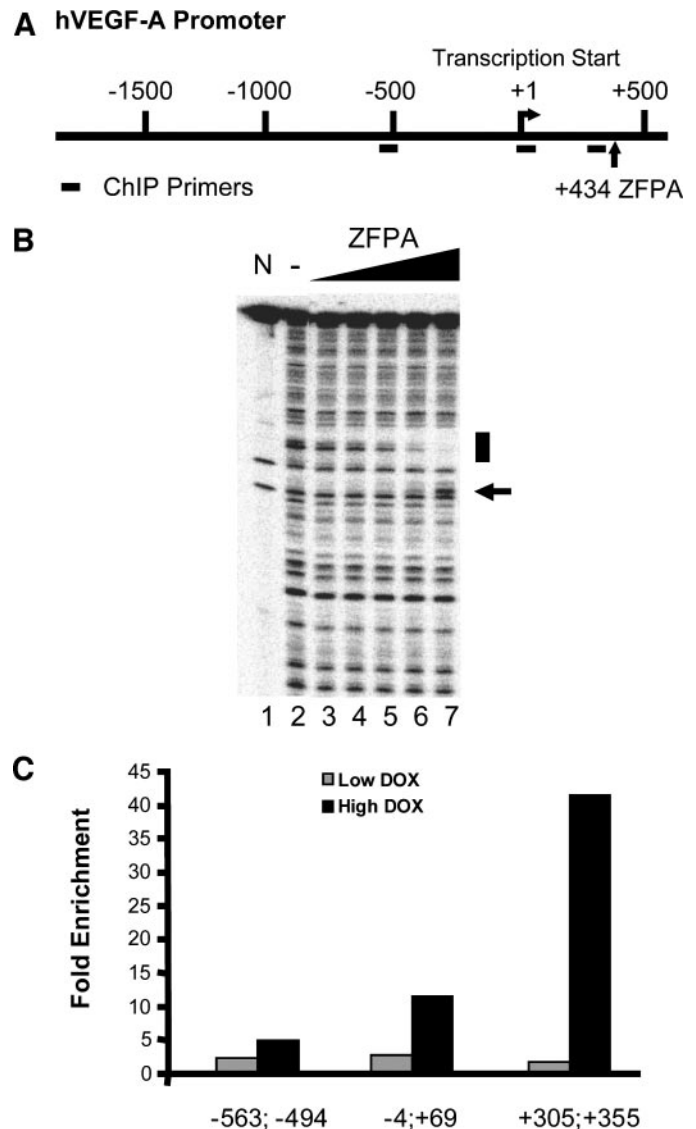 A hVEGF-A Promoter
Transcription Start
-1500 -1000 -500 +1 +500
ChIP Primers
+434 ZFPA
B
ZFPA
N -
1 2 3 4 5 6 7
C
45
40
35
30
25
20
15
10
5
0
Fold Enrichment
Low DOX
High DOX
-563; -494 -4;+69 +305;+355